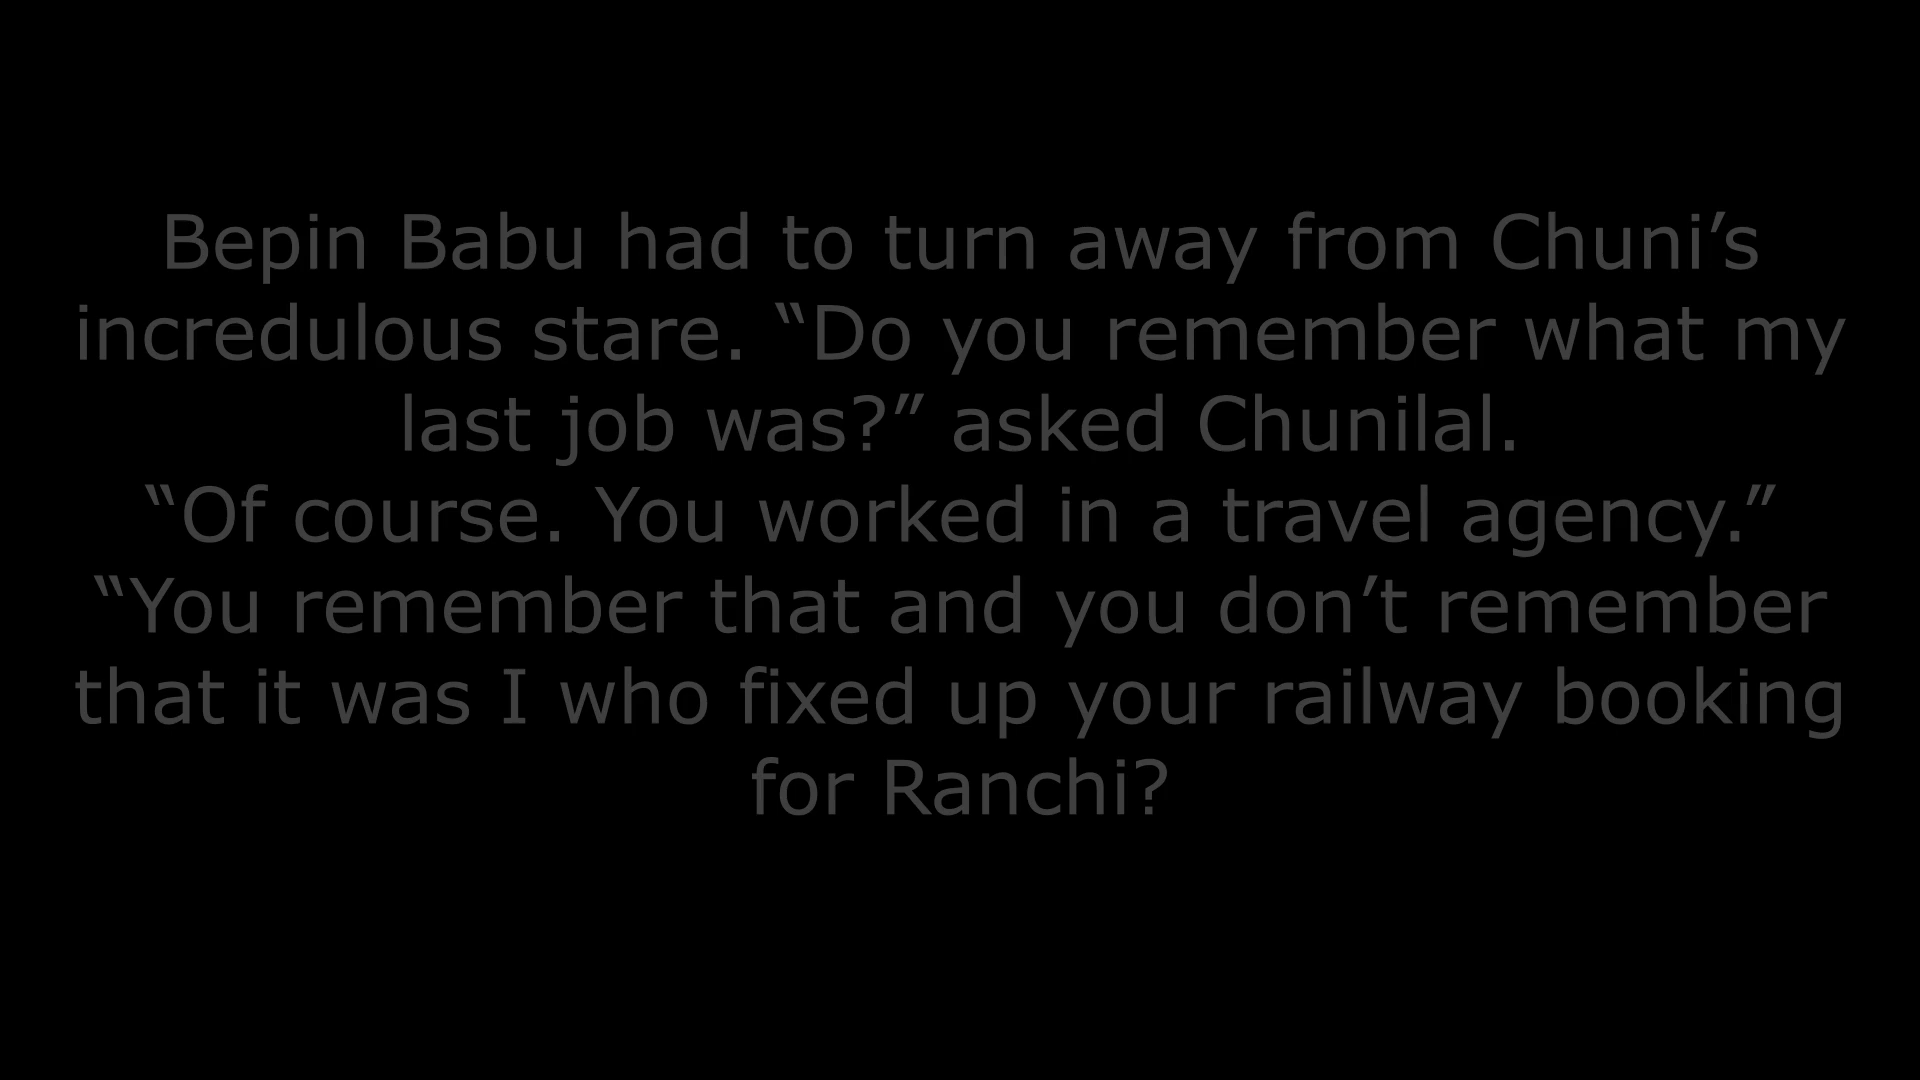 Bepin Babu had to turn away from Chuni’s
incredulous stare. “Do you remember what my
last job was?” asked Chunilal.
“Of course. You worked in a travel agency.”
“You remember that and you don’t remember
that it was I who fixed up your railway booking
for Ranchi?